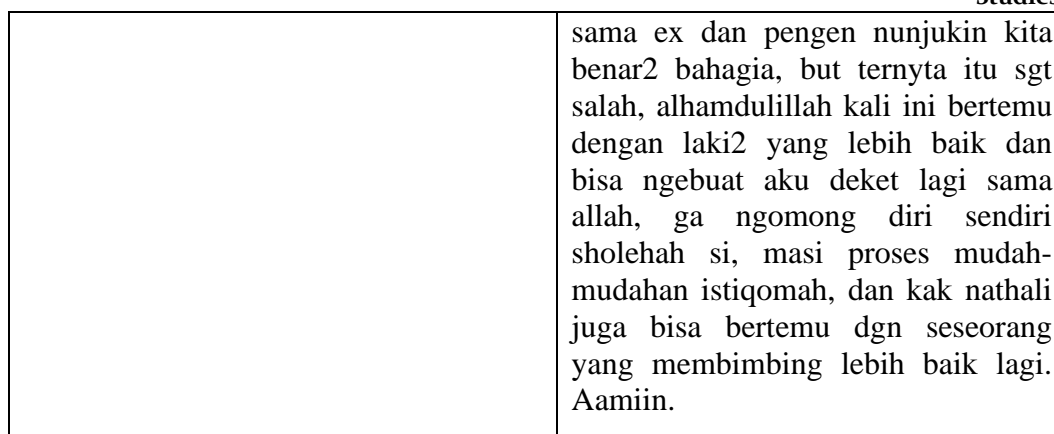 sama ex dan pengen nunjukin kita
benar2 bahagia, but ternyta itu sgt
salah, alhamdulillah kali ini bertemu
dengan laki2 yang lebih baik dan
bisa ngebuat aku deket lagi sama
allah, ga ngomong diri sendiri
sholehah si, masi proses mudah-
mudahan istiqomah, dan kak nathali
juga bisa bertemu dgn seseorang
yang membimbing lebih baik lagi.
Aamiin.